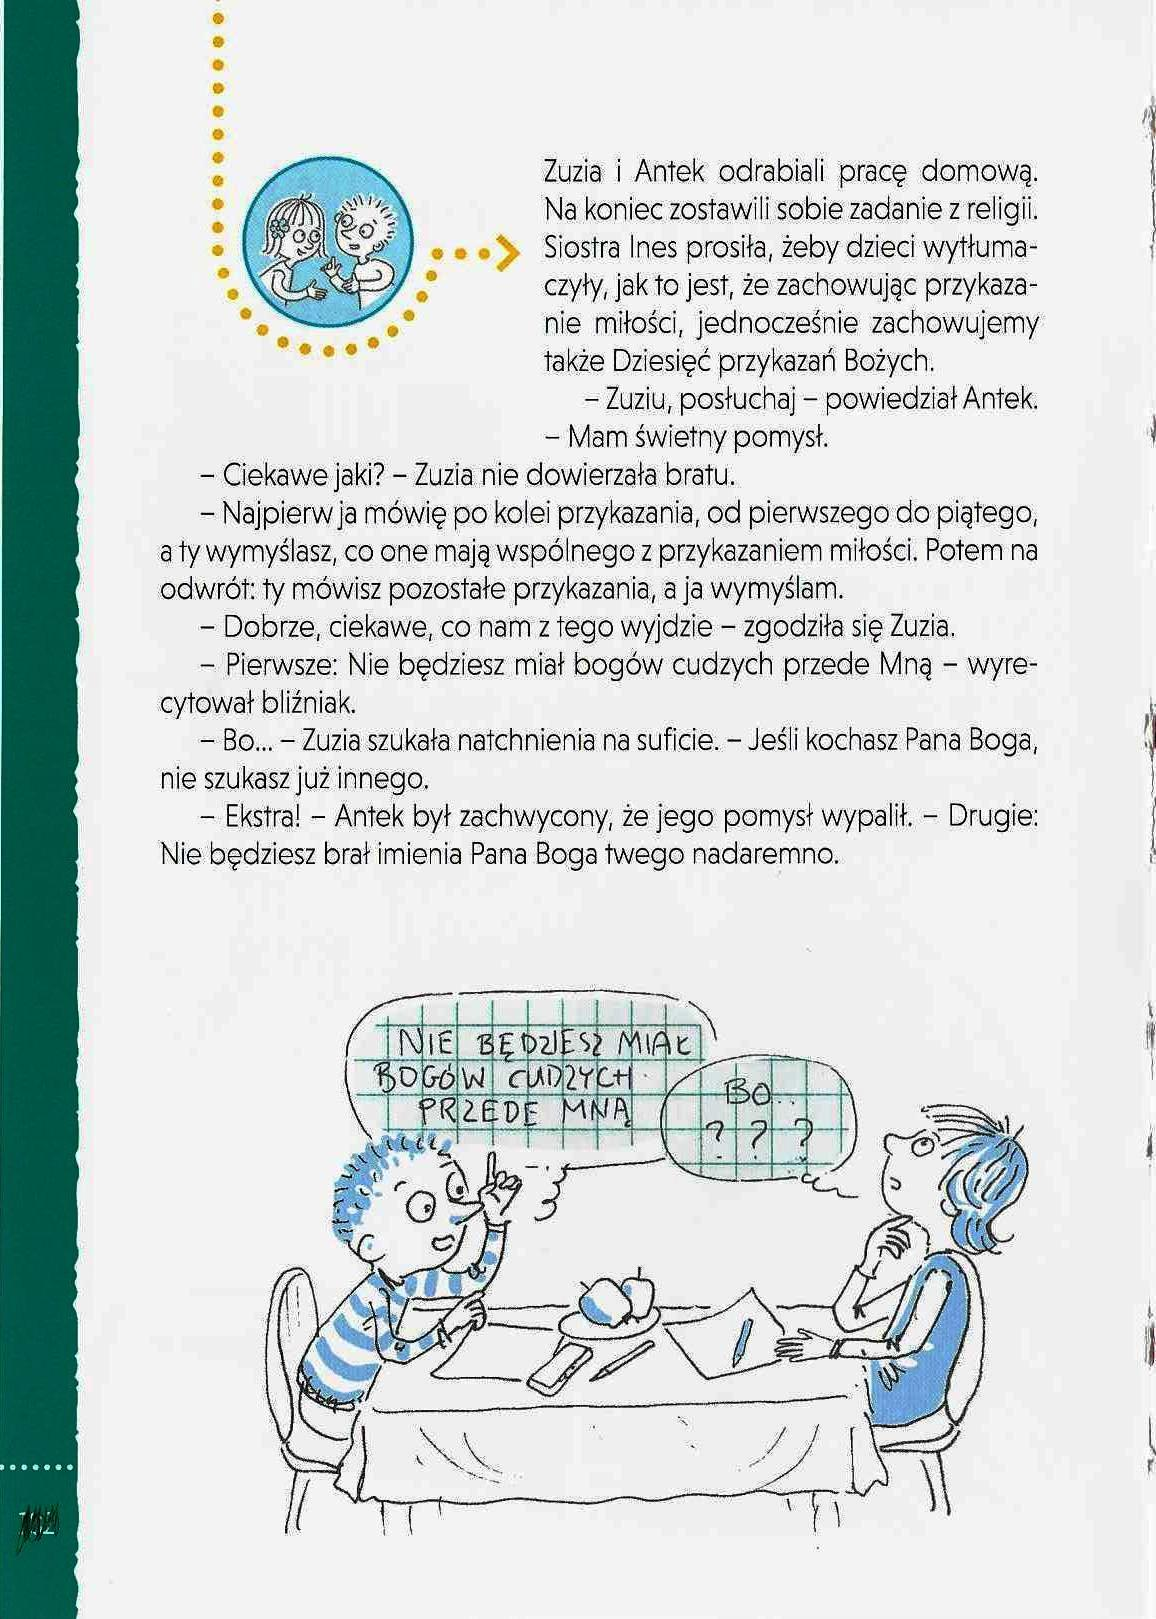 Zuzia i Antek odrabiali pracę domową.
Na koniec zostawili sobie zadanie z religii.
Siostra Ines prosiła, żeby dzieci wytłuma-
czyły, jak to jest, że zachowując przykaza-
nie miłości, jednocześnie zachowujemy
także Dziesięć przykazań Bożych.
– Zuziu, posłuchaj – powiedział Antek.
– Mam świetny pomysł.
– Ciekawe jaki? – Zuzia nie dowierzała bratu.
– Najpierw ja mówię po kolei przykazania, od pierwszego do piątego,
a ty wymyślasz, co one mają wspólnego z przykazaniem miłości. Potem na
odwrót: ty mówisz pozostałe przykazania, a ja wymyślam.
– Dobrze, ciekawe, co nam z tego wyjdzie – zgodziła się Zuzia.
– Pierwsze: Nie będziesz miał bogów cudzych przede Mną – wyre-
cytował bliźniak.
– Bo... – Zuzia szukała natchnienia na suficie. – Jeśli kochasz Pana Boga,
nie szukasz już innego.
– Ekstra! – Antek był zachwycony, że jego pomysł wypalił. – Drugie:
Nie będziesz brał imienia Pana Boga twego nadaremno.
NIE BĘDZIESZ MIAŁ
BOGÓW CUDZYCH
PRZEDE MNĄ
BO...
? ? ?